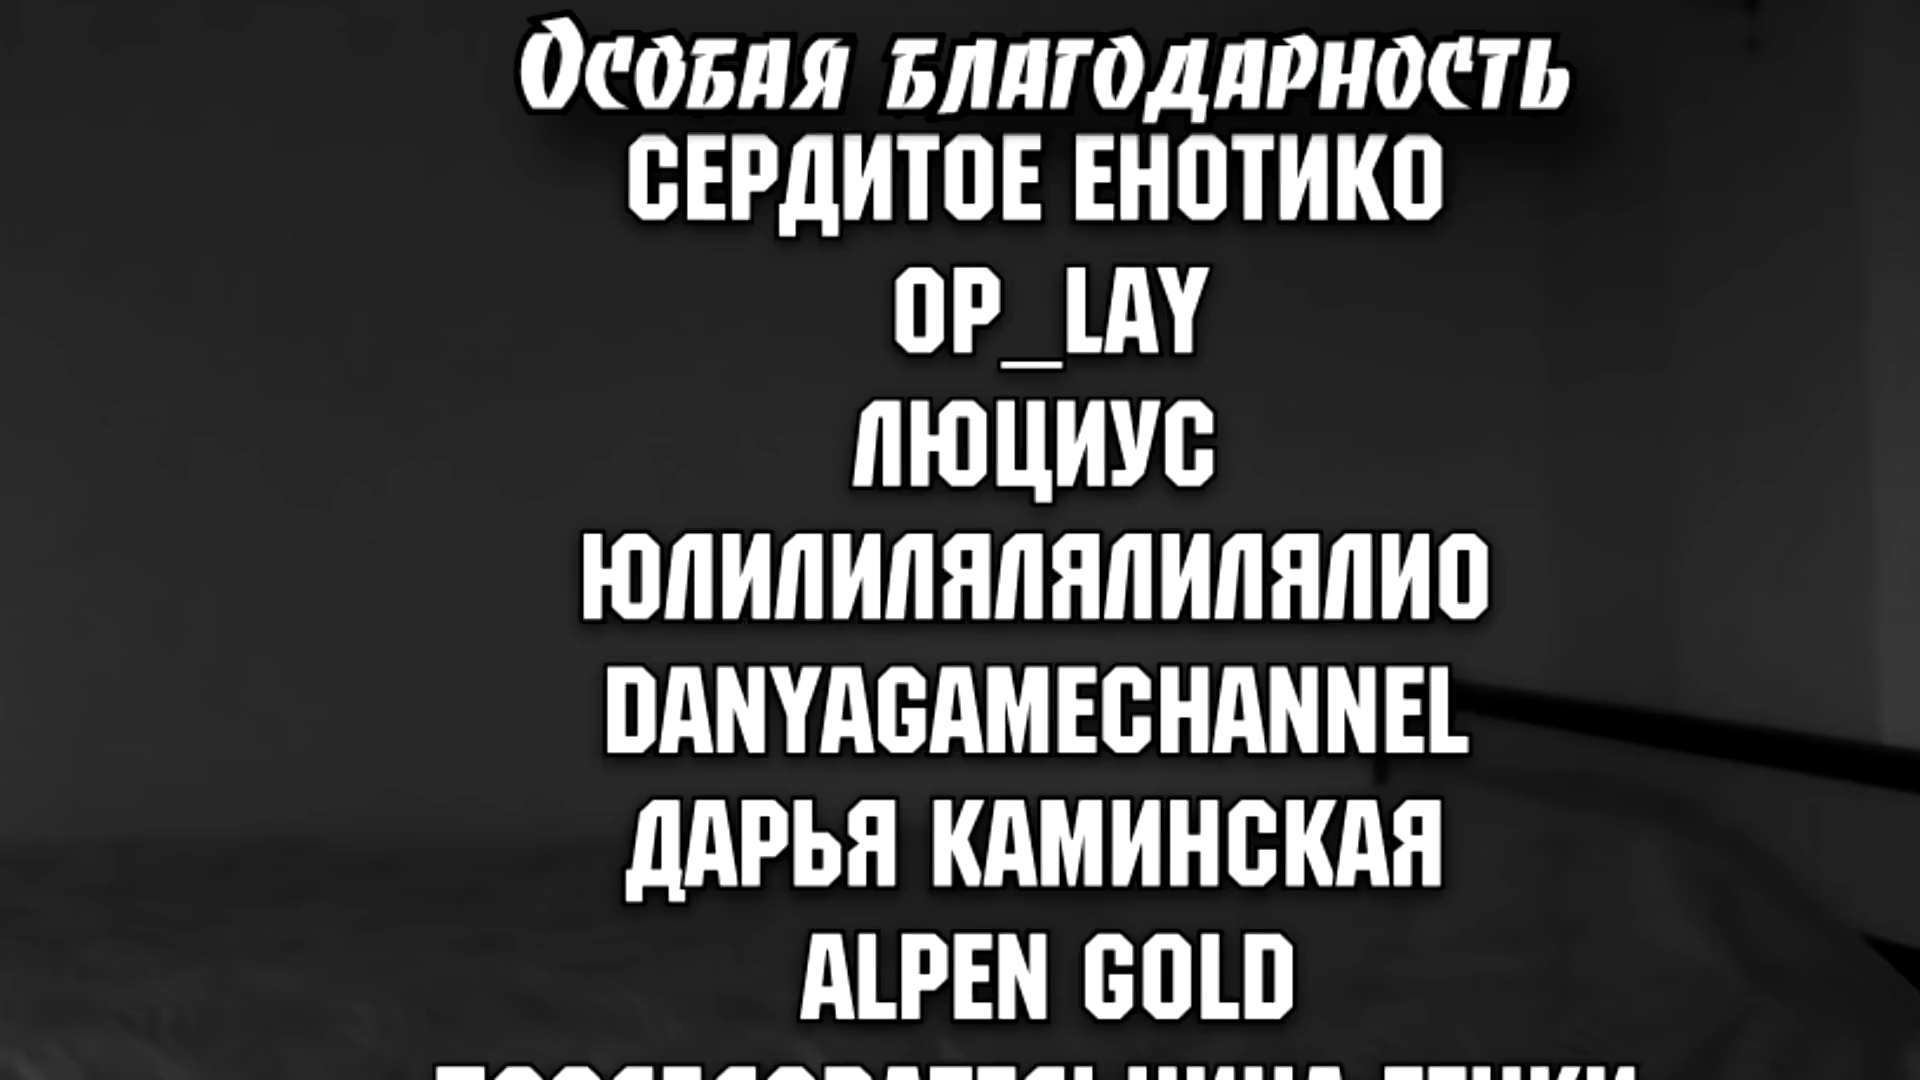 Особая благодарность
СЕРДИТОЕ ЕНОТИКО
OP_LAY
ЛЮЦИУС
ЮЛИЛИЛЯЛЯЛИЛЯЛИО
DANYAGAMECHANNEL
ДАРЬЯ КАМИНСКАЯ
ALPEN GOLD